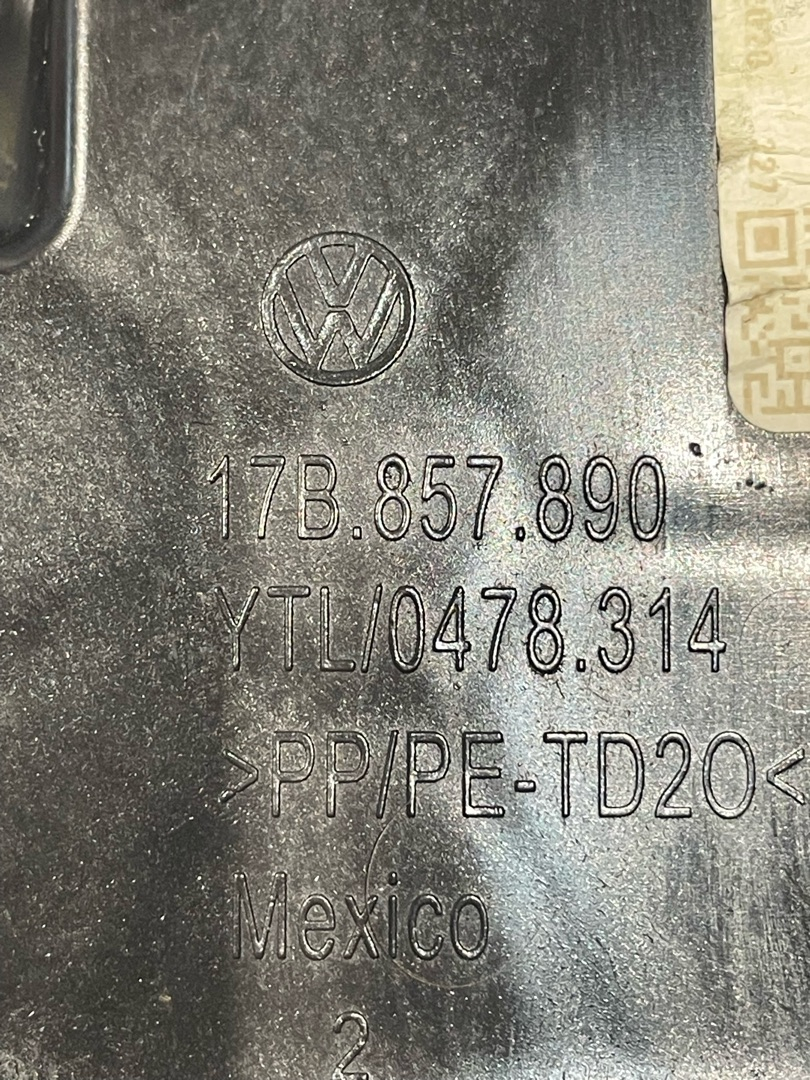 17B.857.890
YTL/0478.314
>PP/PE-TD20<
Mexico
2